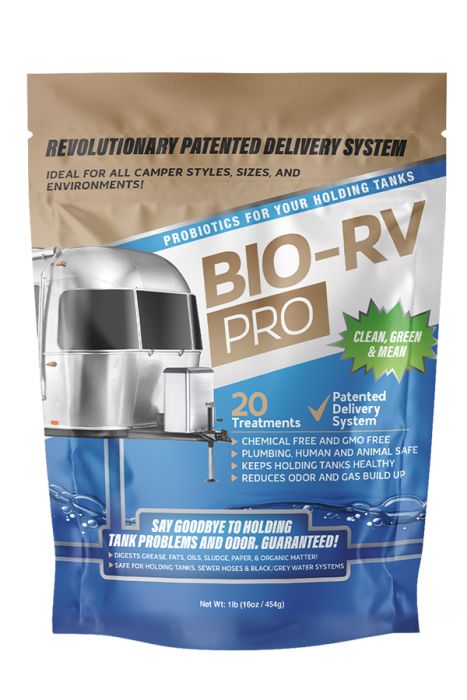 REVOLUTIONARY PATENTED DELIVERY SYSTEM
IDEAL FOR ALL CAMPER STYLES, SIZES, AND
ENVIRONMENTS!
PROBIOTICS FOR YOUR HOLDING TANKS
BIO-RV
PRO
CLEAN, GREEN
& MEAN
20
Treatments
Patented
Delivery
System
CHEMICAL FREE AND GMO FREE
PLUMBING, HUMAN AND ANIMAL SAFE
KEEPS HOLDING TANKS HEALTHY
REDUCES ODOR AND GAS BUILD UP
SAY GOODBYE TO HOLDING
TANK PROBLEMS AND ODOR. GUARANTEED!
DIGESTS GREASE, FATS, OILS, SLUDGE, PAPER, & ORGANIC MATTER!
SAFE FOR HOLDING TANKS, SEWER HOSES & BLACK/GREY WATER SYSTEMS
Net Wt: 1lb (16oz / 454g)